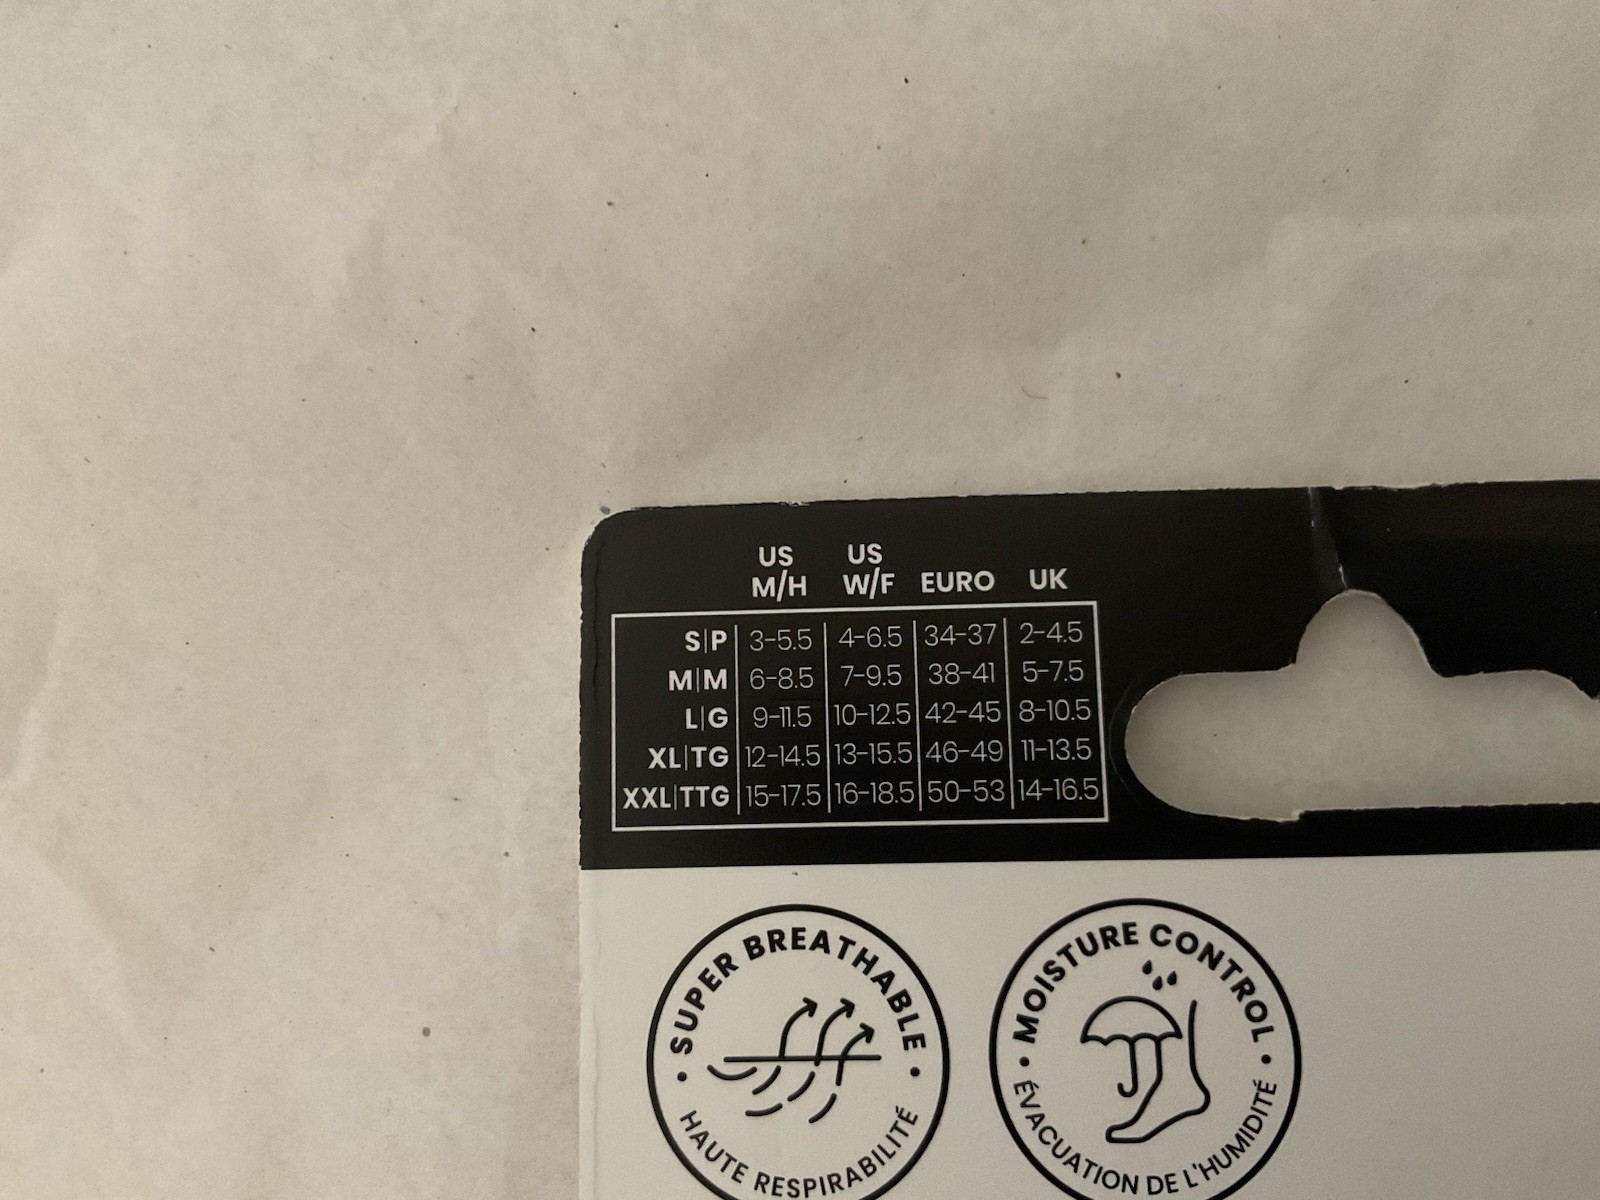 US US
M/H W/F EURO UK
S|P 3-5.5 4-6.5 34-37 2-4.5
M|M 6-8.5 7-9.5 38-41 5-7.5
L|G 9-11.5 10-12.5 42-45 8-10.5
XL|TG 12-14.5 13-15.5 46-49 11-13.5
XXL|TTG 15-17.5 16-18.5 50-53 14-16.5
• SUPER BREATHABLE •
HAUTE RESPIRABILITÉ
• MOISTURE CONTROL •
ÉVACUATION DE L'HUMIDITÉ